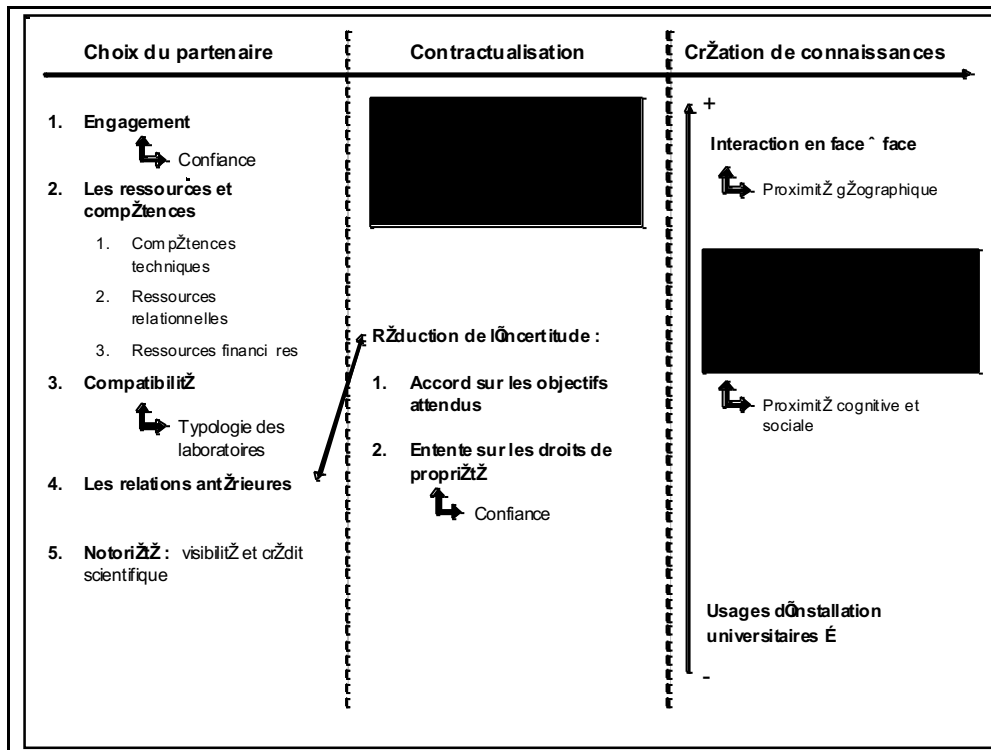 Choix du partenaire
1. Engagement
Confiance
2. Les ressources et
compŽtences
1. CompŽtences
techniques
2. Ressources
relationnelles
3. Ressources financi res
3. CompatibilitŽ
Typologie des
laboratoires
4. Les relations antŽrieures
5. NotoriŽtŽ : visibilitŽ et crŽdit
scientifique
Contractualisation
RŽduction de lÕincertitude :
1. Accord sur les objectifs
attendus
2. Entente sur les droits de
propriŽtŽ
Confiance
CrŽation de connaissances
+
Interaction en face ˆ face
ProximitŽ gŽographique
ProximitŽ cognitive et
sociale
Usages dÕinstallation
universitaires É
-